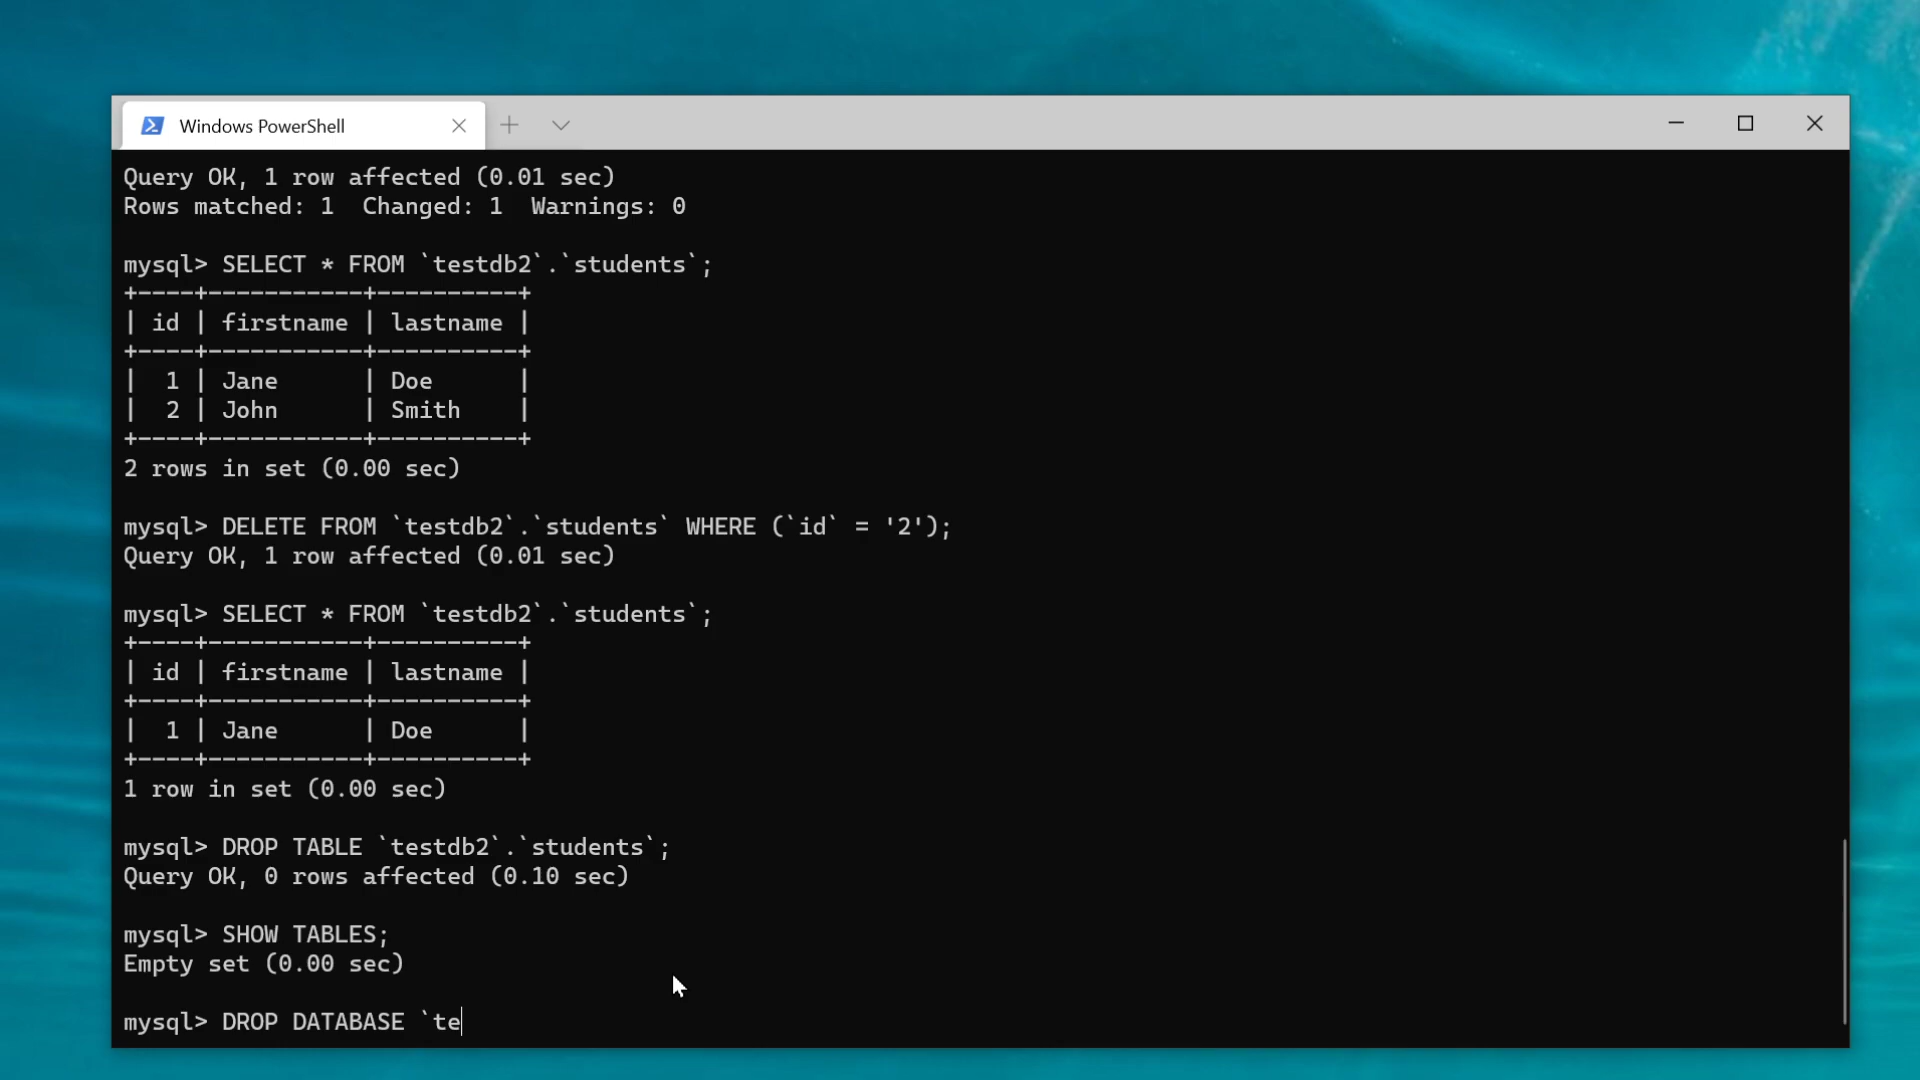 Windows PowerShell
Query OK, 1 row affected (0.01 sec)
Rows matched: 1  Changed: 1  Warnings: 0
mysql> SELECT * FROM `testdb2`.`students`;
+----+-----------+----------+
| id | firstname | lastname |
+----+-----------+----------+
|  1 | Jane      | Doe      |
|  2 | John      | Smith    |
+----+-----------+----------+
2 rows in set (0.00 sec)
mysql> DELETE FROM `testdb2`.`students` WHERE (`id` = '2');
Query OK, 1 row affected (0.01 sec)
mysql> SELECT * FROM `testdb2`.`students`;
+----+-----------+----------+
| id | firstname | lastname |
+----+-----------+----------+
|  1 | Jane      | Doe      |
+----+-----------+----------+
1 row in set (0.00 sec)
mysql> DROP TABLE `testdb2`.`students`;
Query OK, 0 rows affected (0.10 sec)
mysql> SHOW TABLES;
Empty set (0.00 sec)
mysql> DROP DATABASE `te